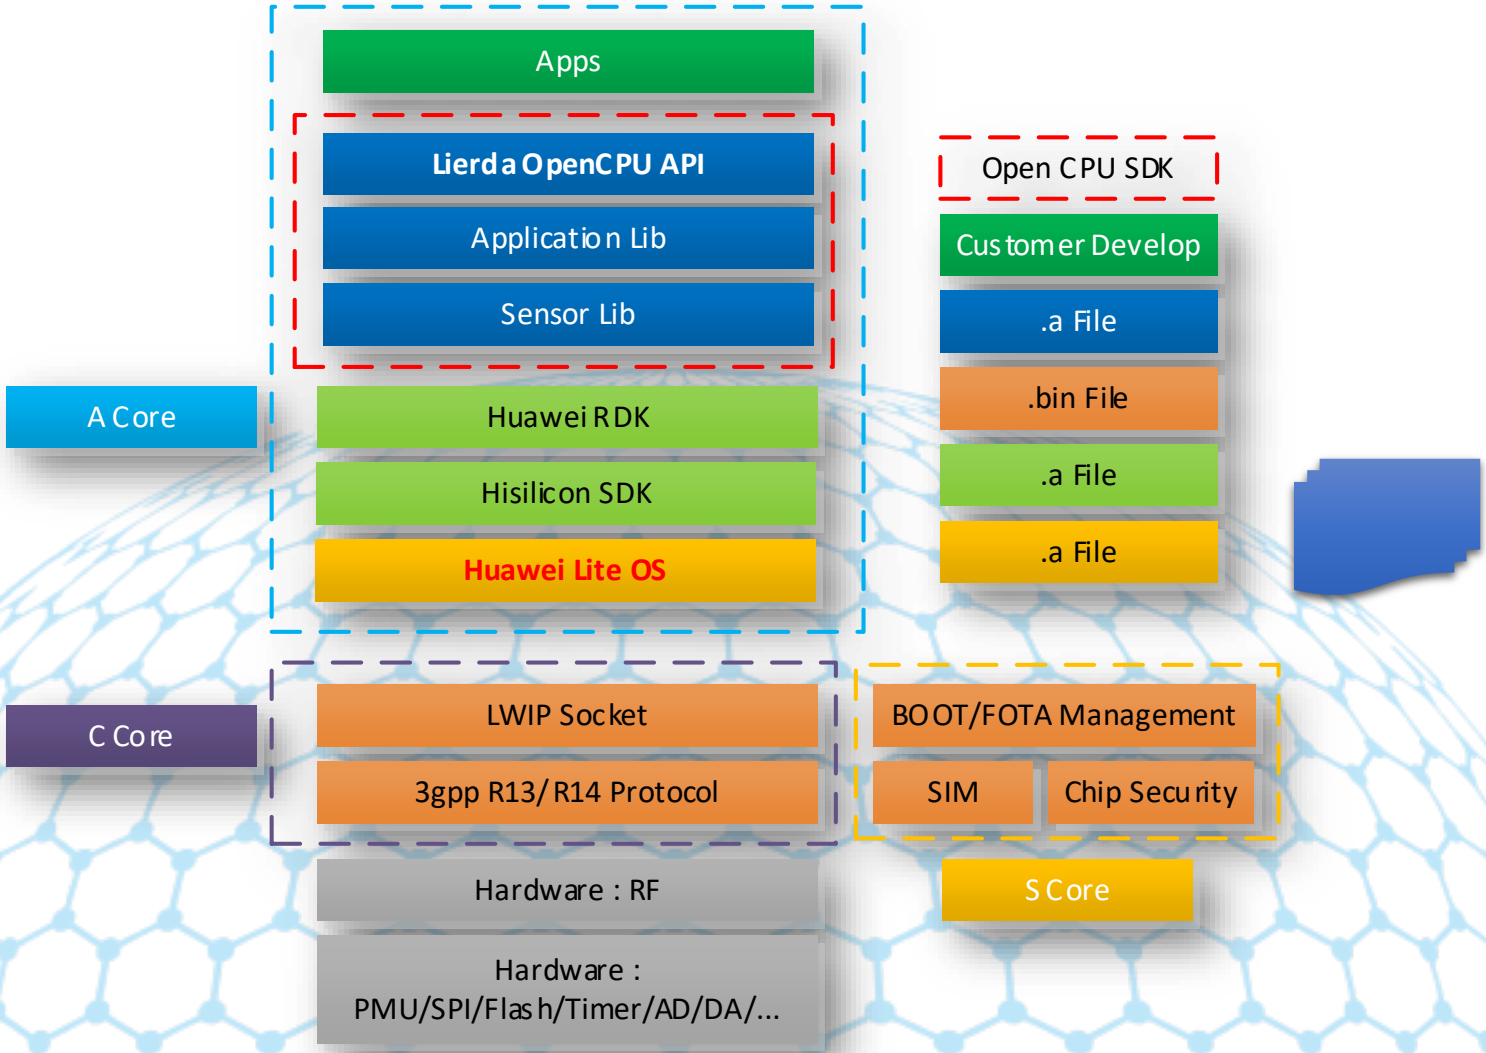 Apps
Lierda OpenCPU API
Application Lib
Sensor Lib
A Core
Huawei RDK
Hisilicon SDK
Huawei Lite OS
Open CPU SDK
Customer Develop
.a File
.bin File
.a File
.a File
C Core
LWIP Socket
3gpp R13/R14 Protocol
BOOT/FOTA Management
SIM
Chip Security
S Core
Hardware : RF
Hardware :
PMU/SPI/Flash/Timer/AD/DA/...